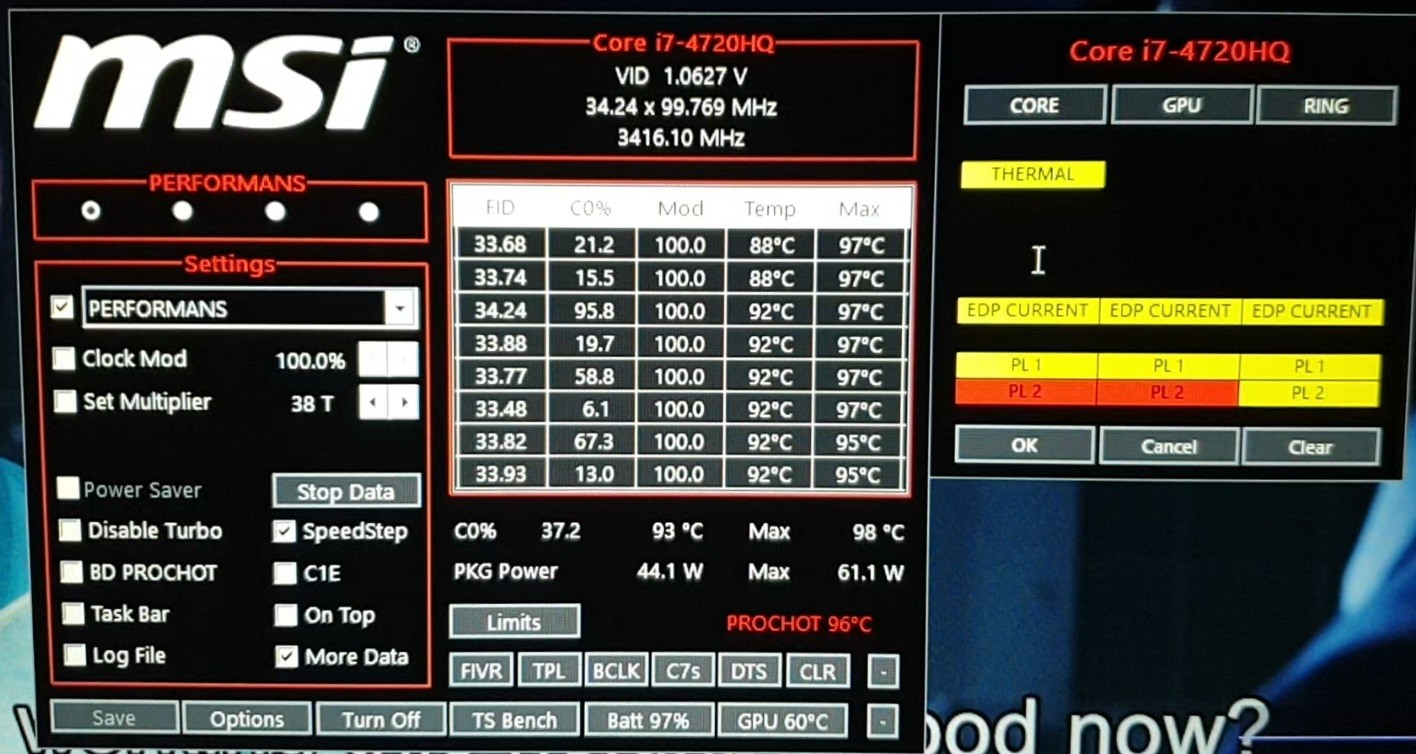 msi®
PERFORMANS
Settings
PERFORMANS
Clock Mod 100.0%
Set Multiplier 38 T
Power Saver Stop Data
Disable Turbo SpeedStep
BD PROCHOT C1E
Task Bar On Top
Log File More Data
Save Options Turn Off TS Bench Batt 97% GPU 60°C -
Core i7-4720HQ
VID 1.0627 V
34.24 x 99.769 MHz
3416.10 MHz
FID C0% Mod Temp Max
33.68 21.2 100.0 88°C 97°C
33.74 15.5 100.0 88°C 97°C
34.24 95.8 100.0 92°C 97°C
33.88 19.7 100.0 92°C 97°C
33.77 58.8 100.0 92°C 97°C
33.48 6.1 100.0 92°C 97°C
33.82 67.3 100.0 92°C 95°C
33.93 13.0 100.0 92°C 95°C
C0% 37.2 93 °C Max 98 °C
PKG Power 44.1 W Max 61.1 W
Limits PROCHOT 96°C
FIVR TPL BCLK C7s DTS CLR -
Core i7-4720HQ
CORE GPU RING
THERMAL
EDP CURRENT EDP CURRENT EDP CURRENT
PL 1 PL 1 PL 1
PL 2 PL 2 PL 2
OK Cancel Clear
ood now?